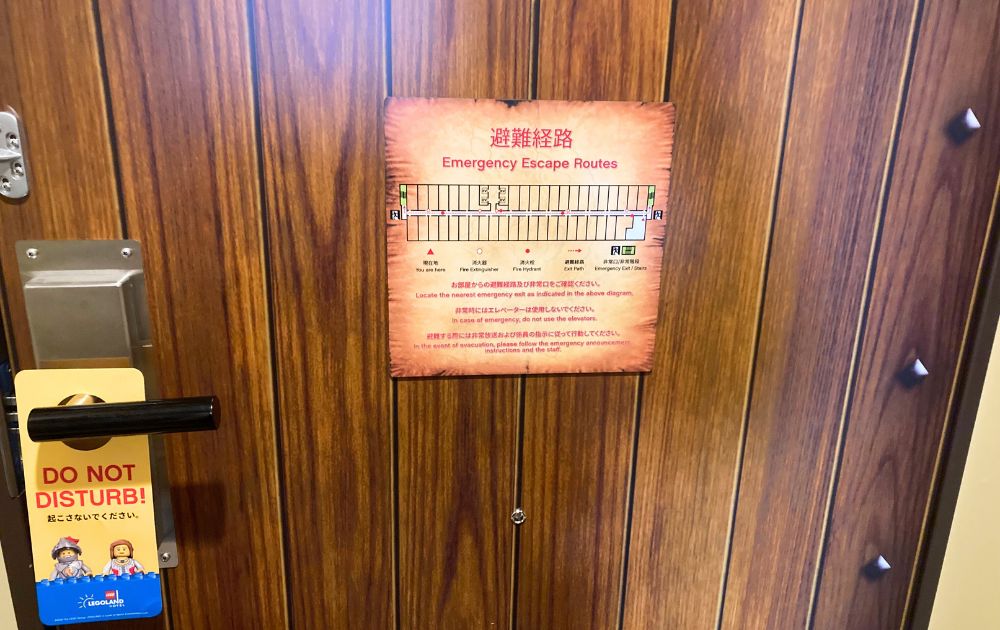 避難経路
Emergency Escape Routes
現在地
You are here
消火器
Fire Extinguisher
消火栓
Fire Hydrant
避難経路
Exit Path
非常口/非常階段
Emergency Exit / Stairs
お部屋からの避難経路及び非常口をご確認ください。
Locate the nearest emergency exit as indicated in the above diagram.
非常時にはエレベーターは使用しないでください。
In case of emergency, do not use the elevators.
避難する際には非常放送および係員の指示に従って行動してください。
In the event of evacuation, please follow the emergency announcement
instructions and the staff.
DO NOT
DISTURB!
起こさないでください。
LEGO
LEGOLAND
HOTEL